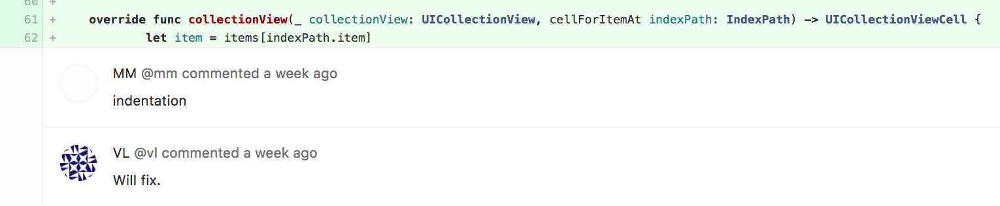 60 +
61 + override func collectionView(_ collectionView: UICollectionView, cellForItemAt indexPath: IndexPath) -> UICollectionViewCell {
62 + let item = items[indexPath.item]
MM @mm commented a week ago
indentation
VL @vl commented a week ago
Will fix.